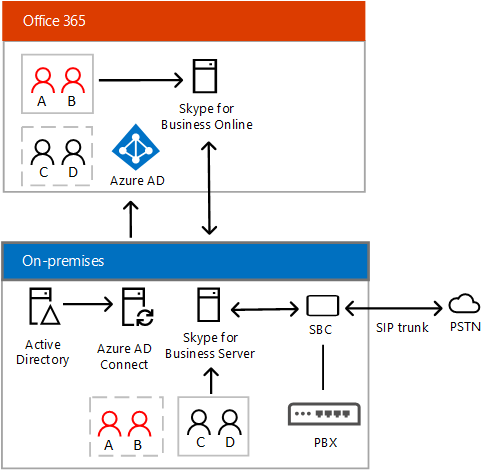 Office 365
A B
Skype for
Business Online
C D
Azure AD
On-premises
Active
Directory
Azure AD
Connect
Skype for
Business Server
SBC
SIP trunk
PSTN
A B
C D
PBX